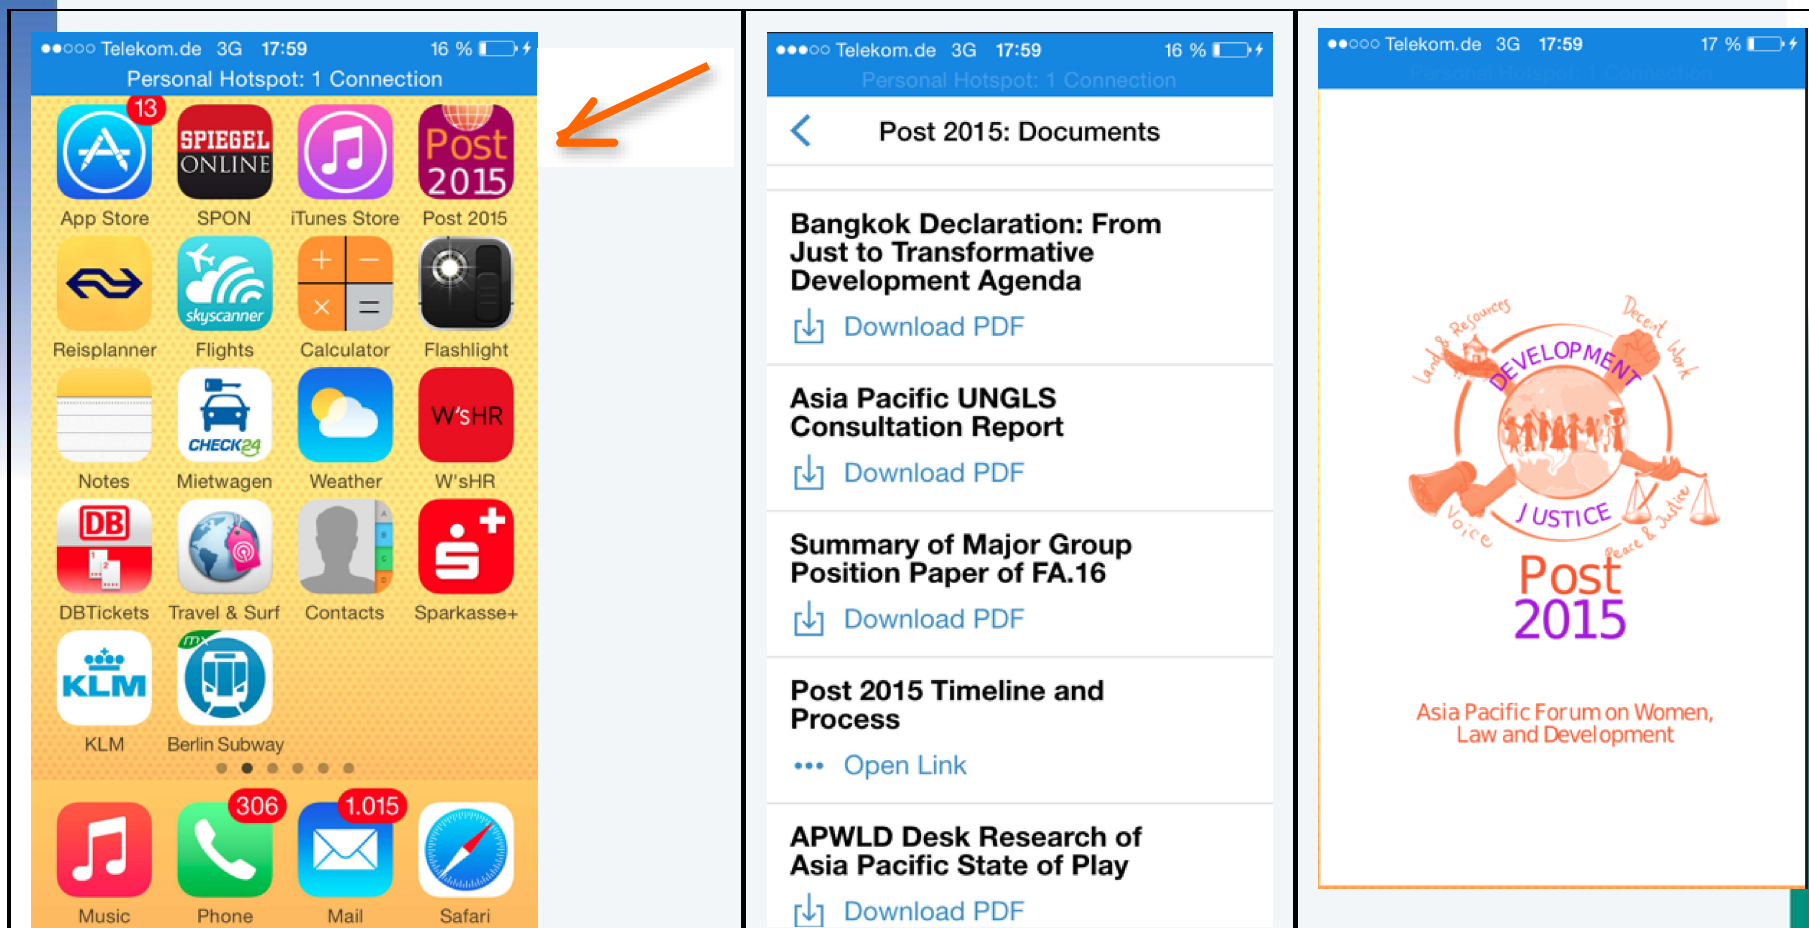 Telekom.de 3G 17:59 16 %
Personal Hotspot: 1 Connection
13
SPIEGEL
ONLINE
Post
2015
App Store SPON iTunes Store Post 2015
skyscanner
Reisplanner Flights Calculator Flashlight
CHECK24
W'sHR
Notes Mietwagen Weather W'sHR
DB
1
2
A
B
C
D
DBTickets Travel & Surf Contacts Sparkasse+
KLM
mx
KLM Berlin Subway
306
1.015
Music Phone Mail Safari
Telekom.de 3G 17:59 16 %
Personal Hotspot: 1 Connection
Post 2015: Documents
Bangkok Declaration: From
Just to Transformative
Development Agenda
Download PDF
Asia Pacific UNGLS
Consultation Report
Download PDF
Summary of Major Group
Position Paper of FA.16
Download PDF
Post 2015 Timeline and
Process
Open Link
APWLD Desk Research of
Asia Pacific State of Play
Download PDF
Telekom.de 3G 17:59 17 %
Personal Hotspot: 1 Connection
Land & Resources
Decent Work
DEVELOPMENT
JUSTICE
Voice
Peace & Justice
Post
2015
Asia Pacific Forum on Women,
Law and Development